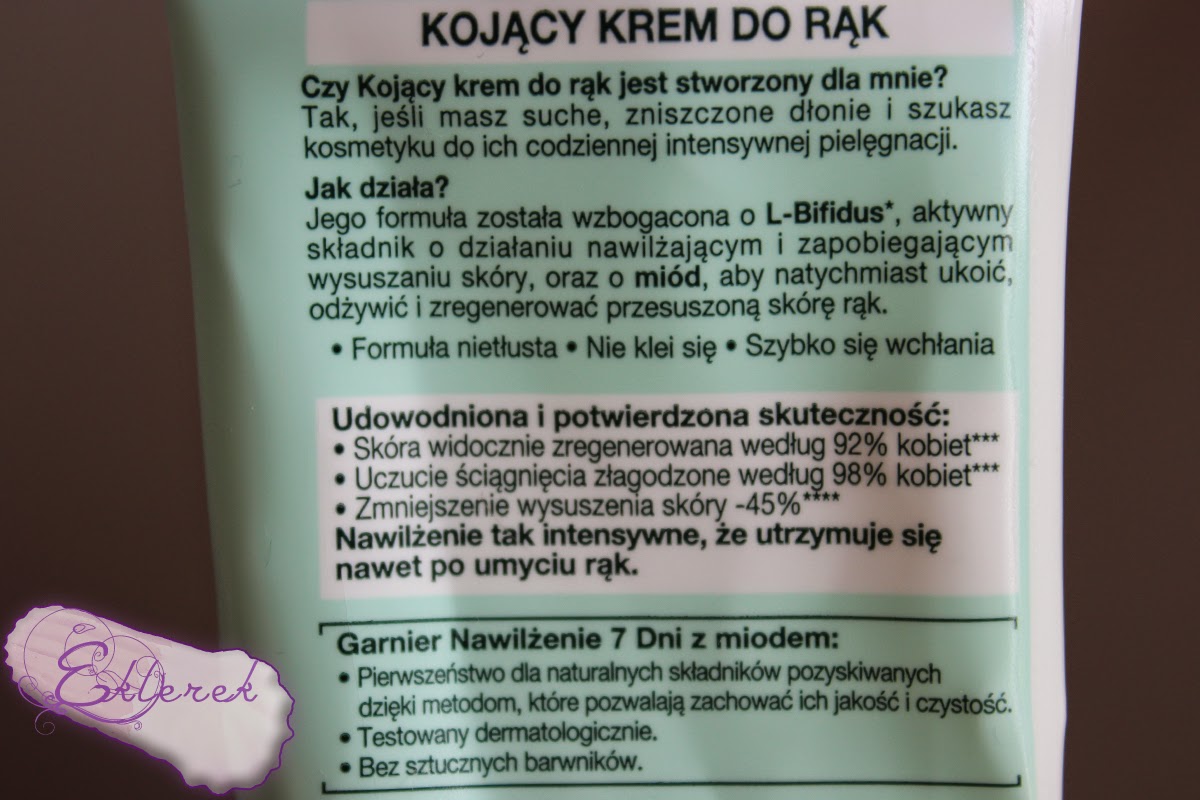 KOJĄCY KREM DO RĄK
Czy Kojący krem do rąk jest stworzony dla mnie?
Tak, jeśli masz suche, zniszczone dłonie i szukasz
kosmetyku do ich codziennej intensywnej pielęgnacji.
Jak działa?
Jego formuła została wzbogacona o L-Bifidus*, aktywny
składnik o działaniu nawilżającym i zapobiegającym
wysuszaniu skóry, oraz o miód, aby natychmiast ukoić,
odżywić i zregenerować przesuszoną skórę rąk.
• Formuła nietłusta • Nie klei się • Szybko się wchłania
Udowodniona i potwierdzona skuteczność:
• Skóra widocznie zregenerowana według 92% kobiet***
• Uczucie ściągnięcia złagodzone według 98% kobiet***
• Zmniejszenie wysuszenia skóry -45%****
Nawilżenie tak intensywne, że utrzymuje się
nawet po umyciu rąk.
Garnier Nawilżenie 7 Dni z miodem:
• Pierwszeństwo dla naturalnych składników pozyskiwanych
dzięki metodom, które pozwalają zachować ich jakość i czystość.
• Testowany dermatologicznie.
• Bez sztucznych barwników.
Eklerek